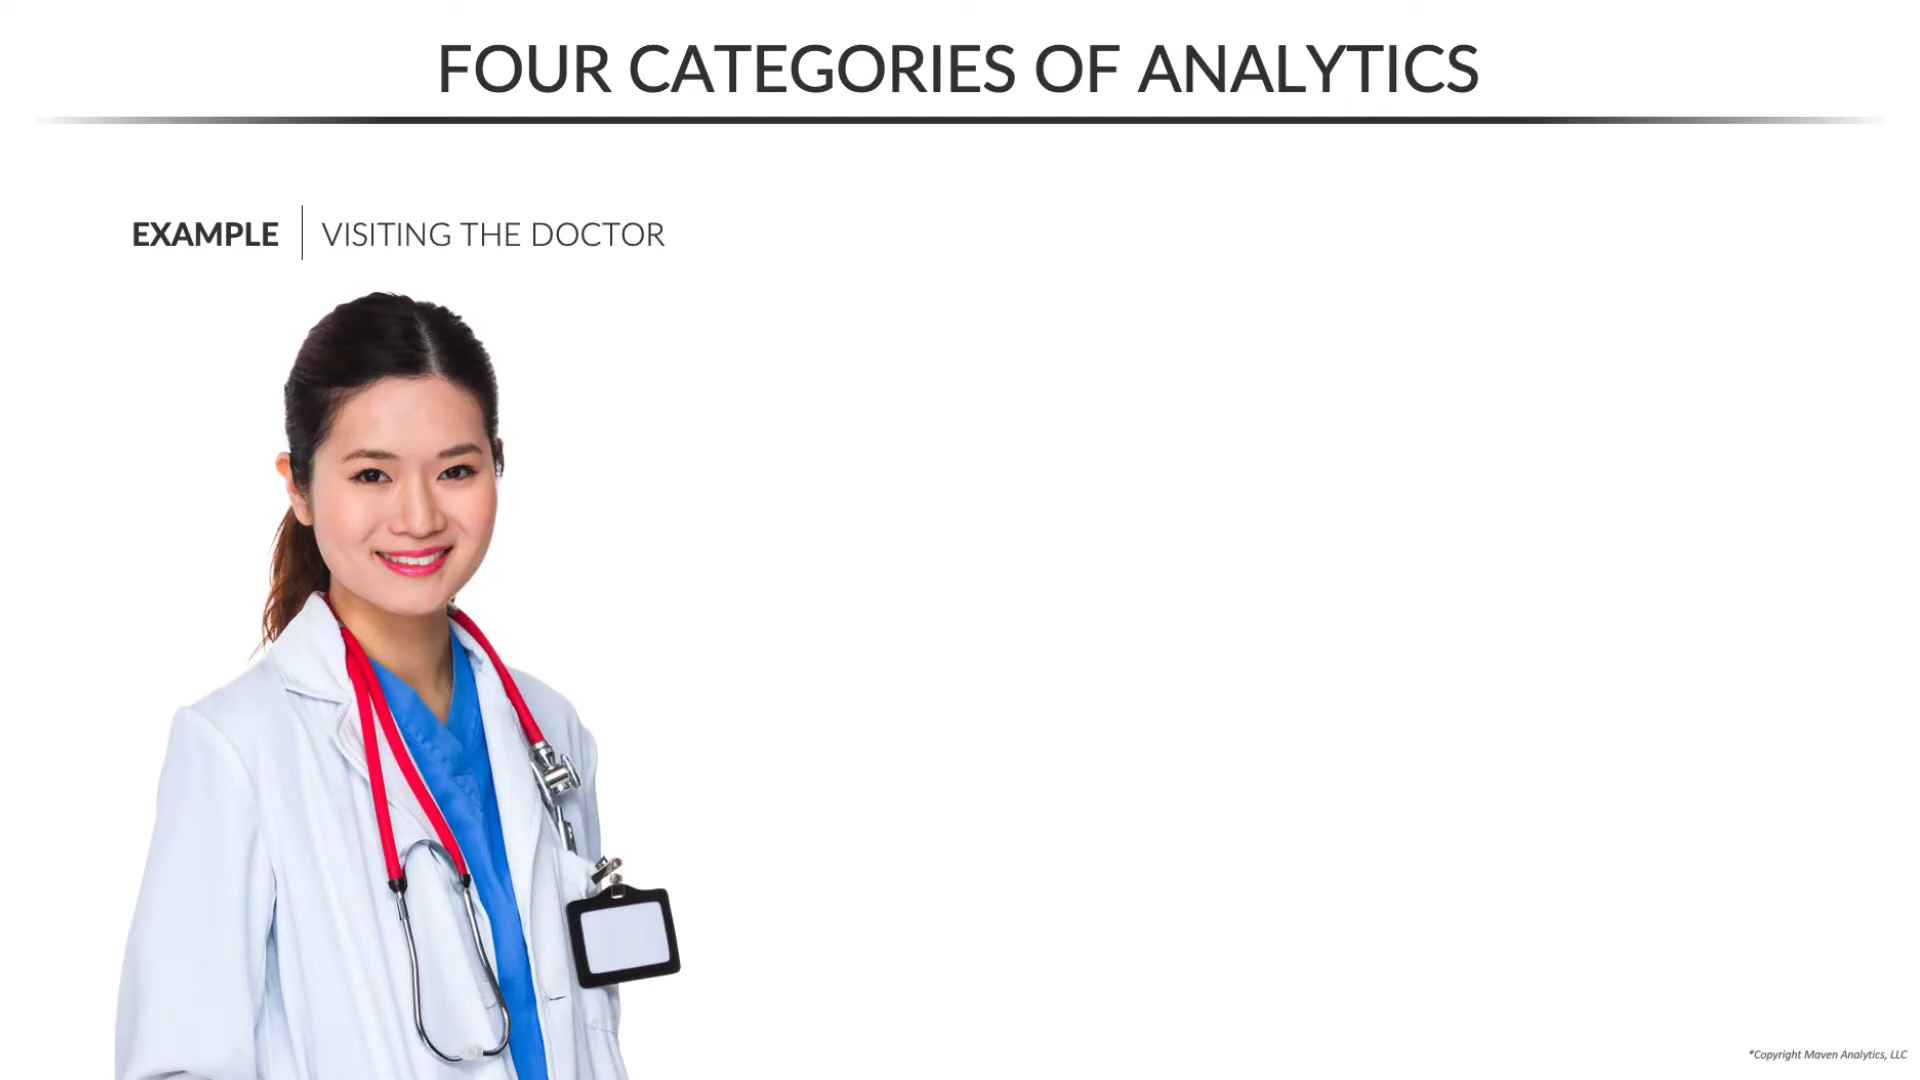 FOUR CATEGORIES OF ANALYTICS
EXAMPLE | VISITING THE DOCTOR
*Copyright Maven Analytics, LLC